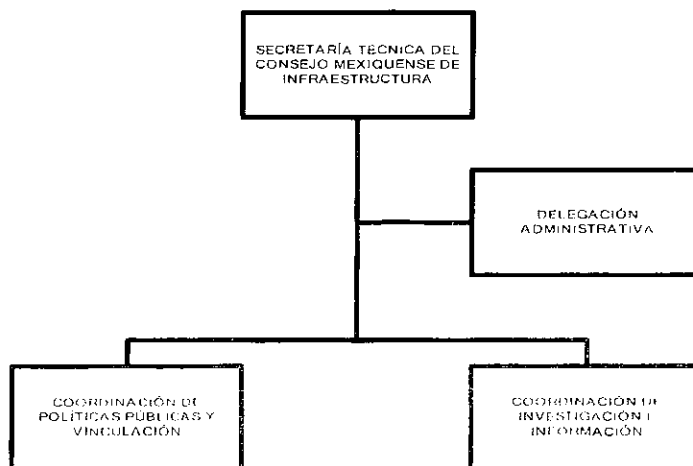 SECRETARÍA TÉCNICA DEL
CONSEJO MEXIQUENSE DE
INFRAESTRUCTURA
DELEGACIÓN
ADMINISTRATIVA
COORDINACIÓN DE
POLÍTICAS PÚBLICAS Y
VINCULACIÓN
COORDINACIÓN DE
INVESTIGACIÓN E
INFORMACIÓN